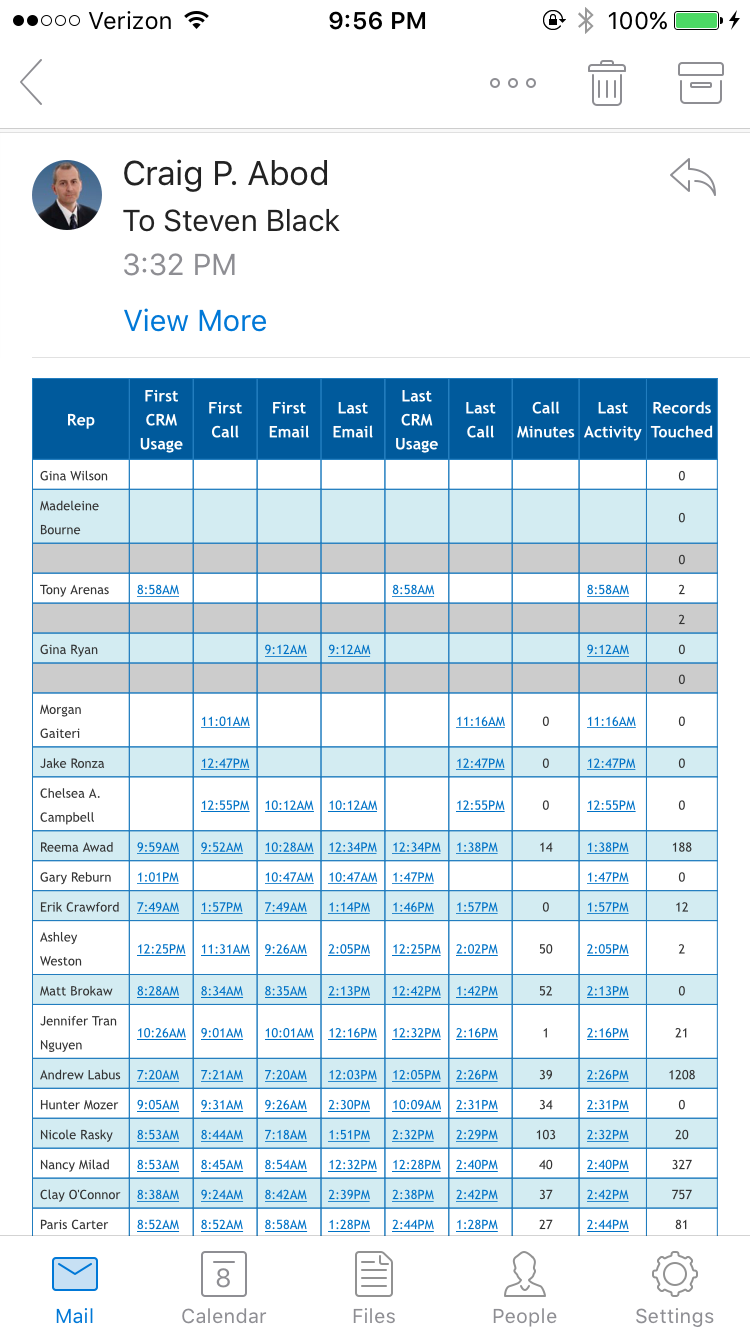 Verizon 9:56 PM 100%
Craig P. Abod
To Steven Black
3:32 PM
View More
Rep First CRM Usage First Call First Email Last Email Last CRM Usage Last Call Call Minutes Last Activity Records Touched
Gina Wilson 0
Madeleine Bourne 0
0
Tony Arenas 8:58AM 8:58AM 8:58AM 2
2
Gina Ryan 9:12AM 9:12AM 9:12AM 0
0
Morgan Gaiteri 11:01AM 11:16AM 0 11:16AM 0
Jake Ronza 12:47PM 12:47PM 0 12:47PM 0
Chelsea A. Campbell 12:55PM 10:12AM 10:12AM 12:55PM 0 12:55PM 0
Reema Awad 9:59AM 9:52AM 10:28AM 12:34PM 12:34PM 1:38PM 14 1:38PM 188
Gary Reburn 1:01PM 10:47AM 10:47AM 1:47PM 1:47PM 0
Erik Crawford 7:49AM 1:57PM 7:49AM 1:14PM 1:46PM 1:57PM 0 1:57PM 12
Ashley Weston 12:25PM 11:31AM 9:26AM 2:05PM 12:25PM 2:02PM 50 2:05PM 2
Matt Brokaw 8:28AM 8:34AM 8:35AM 2:13PM 12:42PM 1:42PM 52 2:13PM 0
Jennifer Tran Nguyen 10:26AM 9:01AM 10:01AM 12:16PM 12:32PM 2:16PM 1 2:16PM 21
Andrew Labus 7:20AM 7:21AM 7:20AM 12:03PM 12:05PM 2:26PM 39 2:26PM 1208
Hunter Mozer 9:05AM 9:31AM 9:26AM 2:30PM 10:09AM 2:31PM 34 2:31PM 0
Nicole Rasky 8:53AM 8:44AM 7:18AM 1:51PM 2:32PM 2:29PM 103 2:32PM 20
Nancy Milad 8:53AM 8:45AM 8:54AM 12:32PM 12:28PM 2:40PM 40 2:40PM 327
Clay O'Connor 8:38AM 9:24AM 8:42AM 2:39PM 2:38PM 2:42PM 37 2:42PM 757
Paris Carter 8:52AM 8:52AM 8:58AM 1:28PM 2:44PM 1:28PM 27 2:44PM 81
8
Mail Calendar Files People Settings